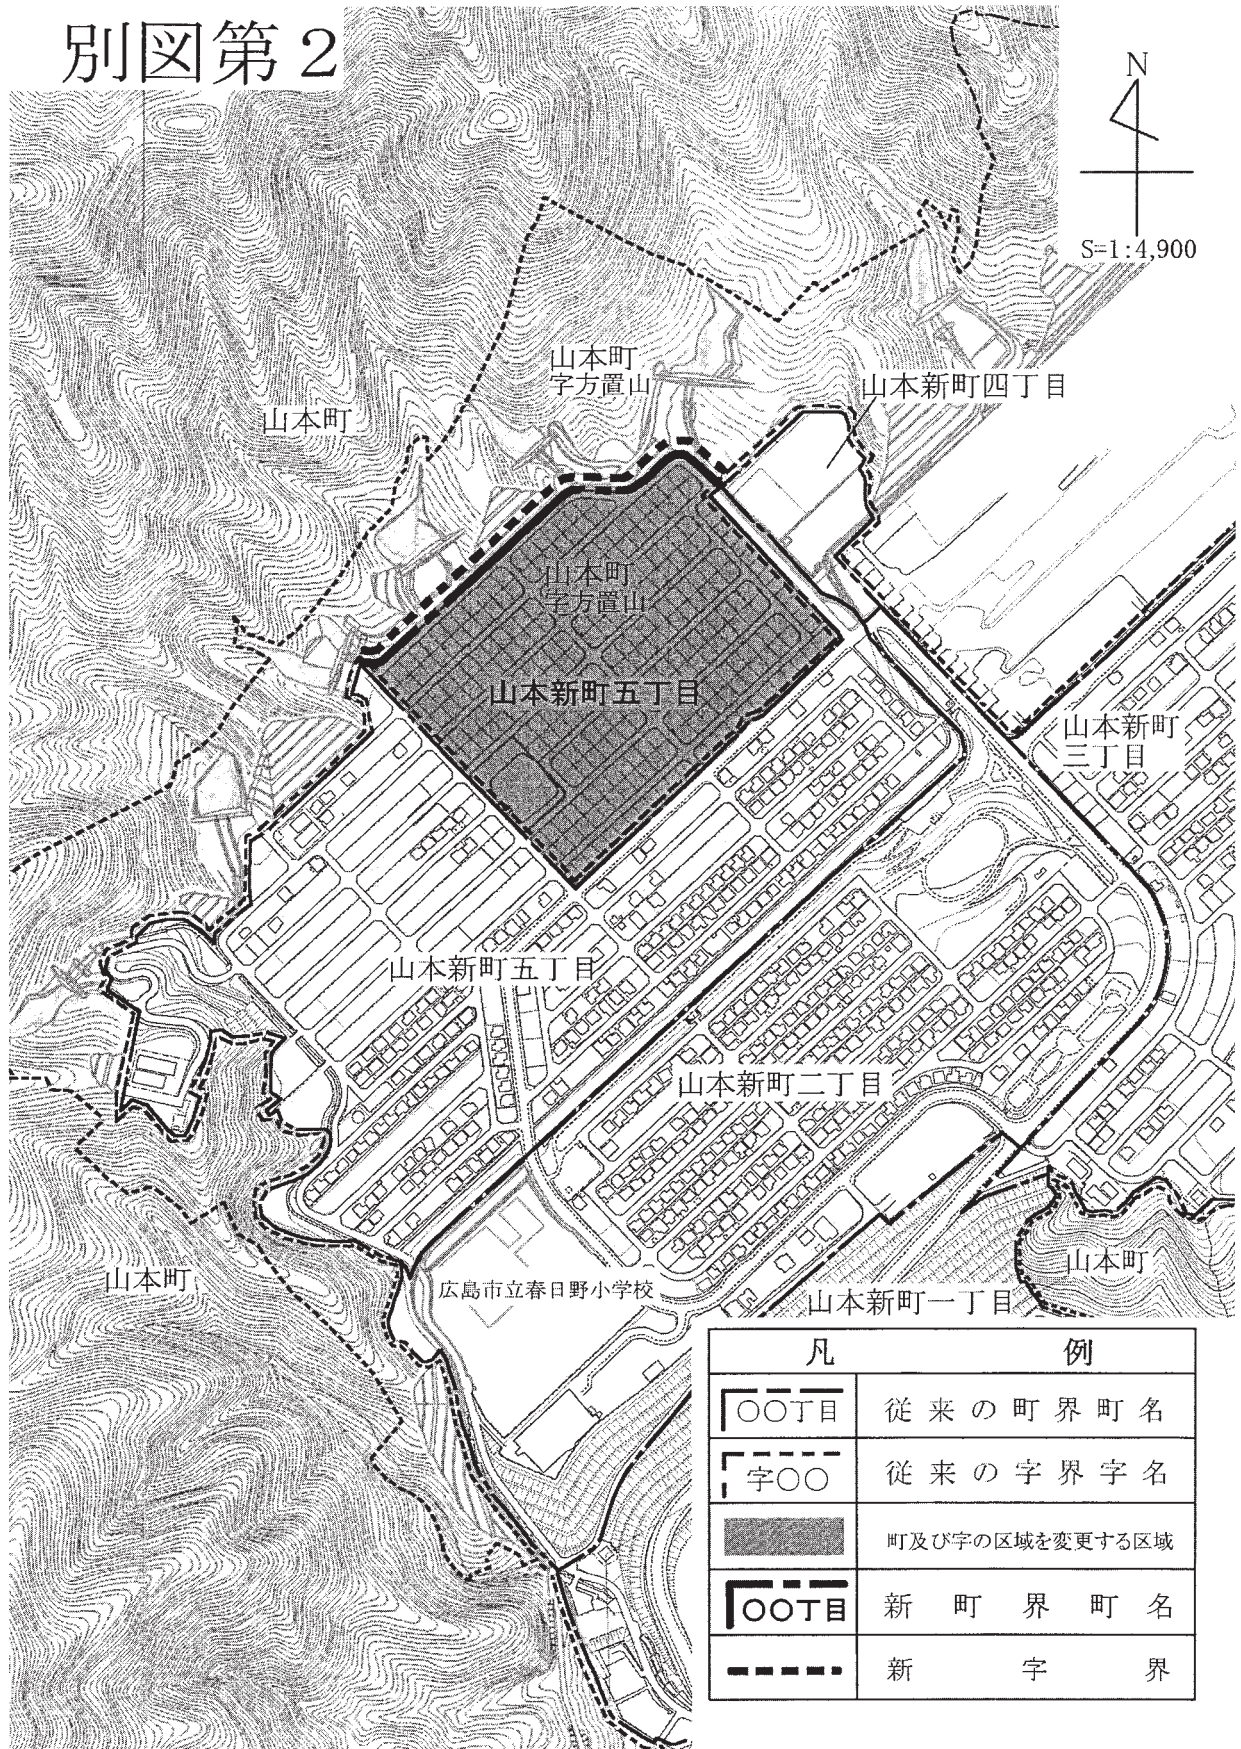 別図第２
N
S=1:4,900
山本町
字方置山
山本新町四丁目
山本町
山本町
字方置山
山本新町五丁目
山本新町
三丁目
山本新町五丁目
山本新町二丁目
山本町
山本町
広島市立春日野小学校
山本新町一丁目
凡例
○○丁目 従来の町界町名
字○○ 従来の字界字名
町及び字の区域を変更する区域
○○丁目 新町界町名
新字界